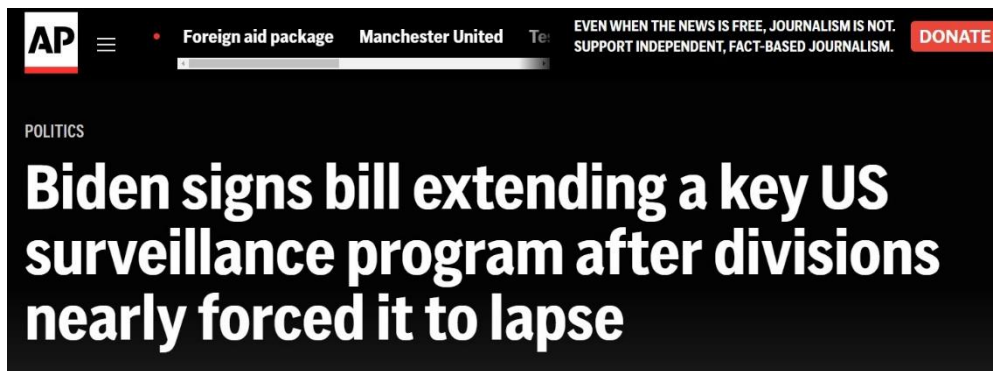 AP
Foreign aid package Manchester United
EVEN WHEN THE NEWS IS FREE, JOURNALISM IS NOT.
SUPPORT INDEPENDENT, FACT-BASED JOURNALISM.
DONATE
POLITICS
Biden signs bill extending a key US
surveillance program after divisions
nearly forced it to lapse